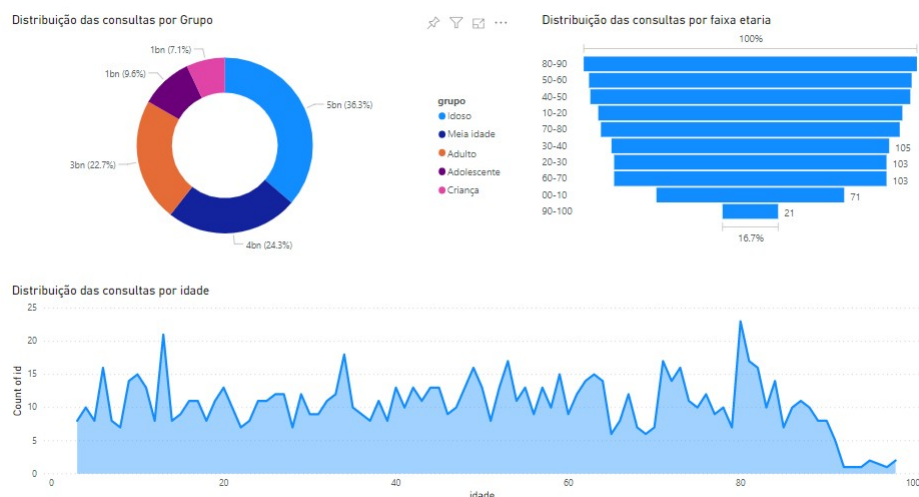 Distribuição das consultas por Grupo
1bn (7.1%)
1bn (9.6%)
5bn (36.3%)
3bn (22.7%)
4bn (24.3%)
grupo
Idoso
Meia idade
Adulto
Adolescente
Criança
Distribuição das consultas por faixa etaria
100%
80-90
50-60
40-50
10-20
70-80
30-40 105
20-30 103
60-70 103
00-10 71
90-100 21
16.7%
Distribuição das consultas por idade
Count of id
25
20
15
10
5
0
0 20 40 60 80 100
idade